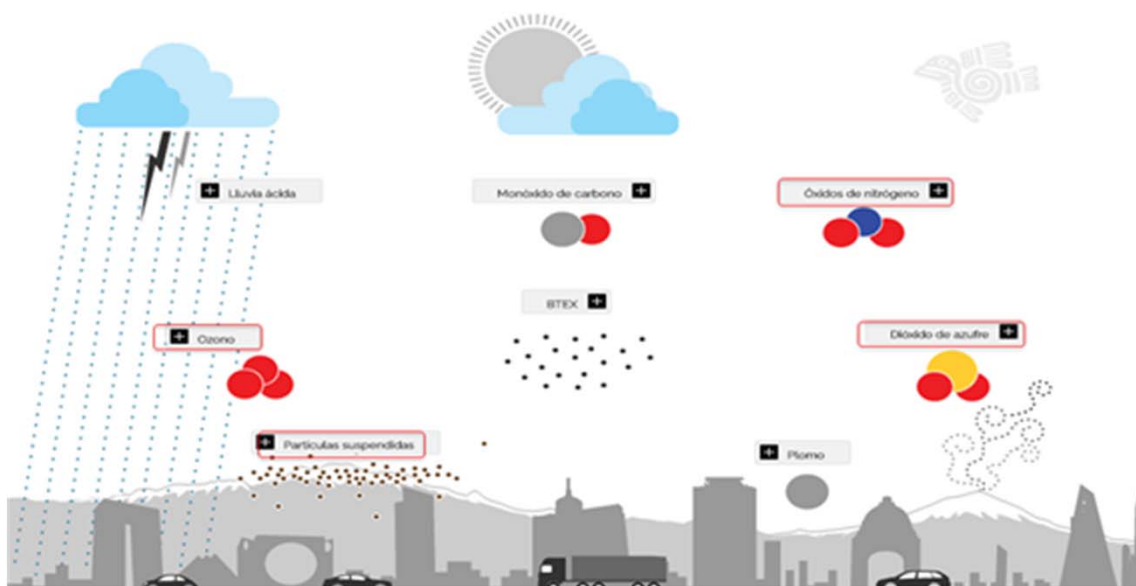 Lluvia ácida
Monóxido de carbono
Óxidos de nitrógeno
BTEX
Ozono
Dióxido de azufre
Partículas suspendidas
Plomo